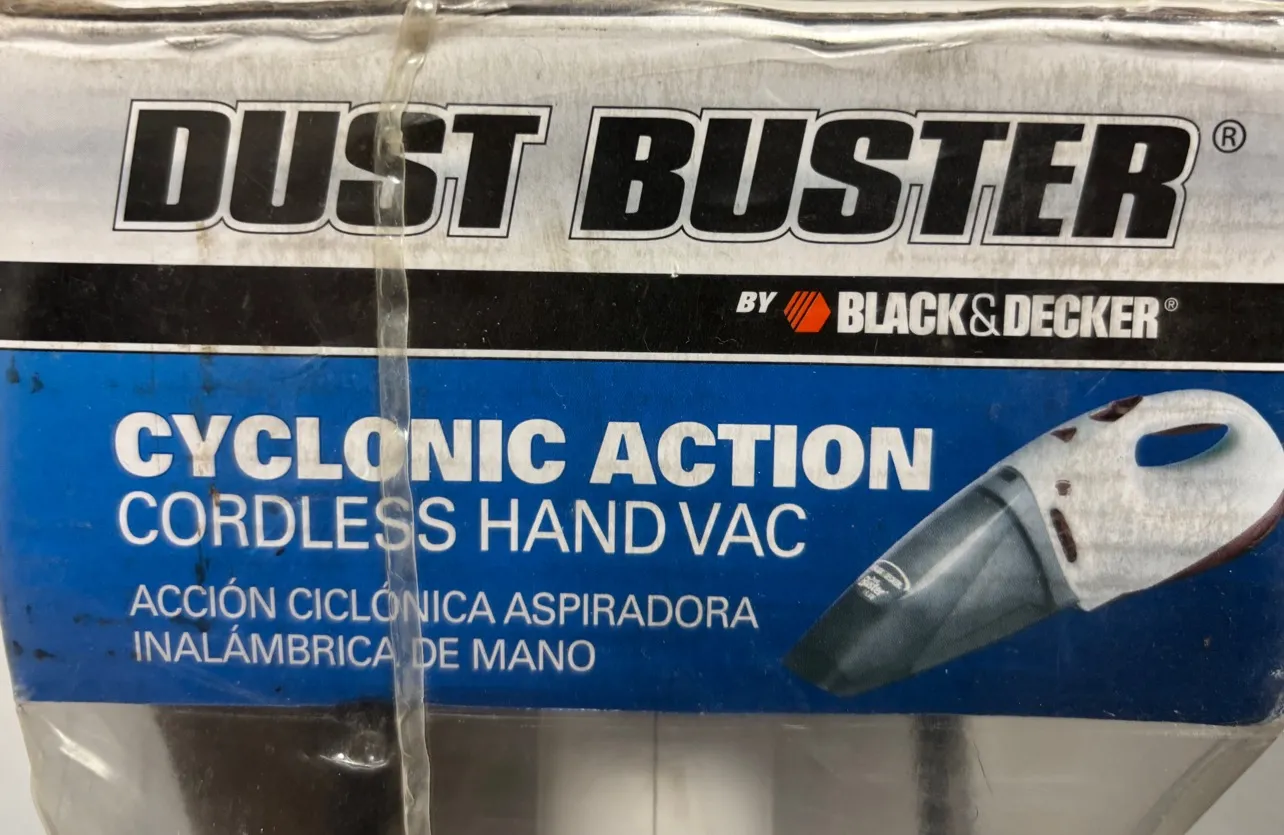 DUST BUSTER®
BY BLACK&DECKER®
CYCLONIC ACTION
CORDLESS HAND VAC
ACCIÓN CICLÓNICA ASPIRADORA
INALÁMBRICA DE MANO